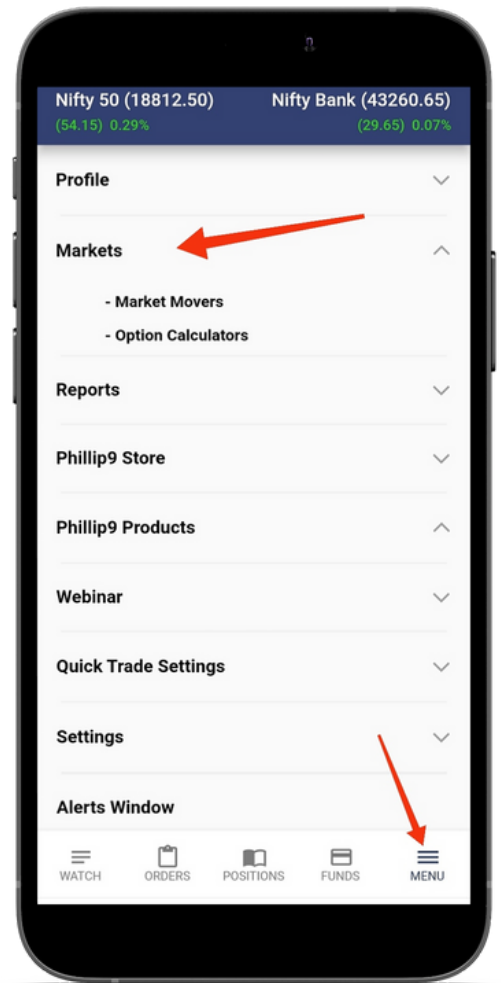 Nifty 50 (18812.50) Nifty Bank (43260.65)
(54.15) 0.29% (29.65) 0.07%
Profile
Markets
- Market Movers
- Option Calculators
Reports
Phillip9 Store
Phillip9 Products
Webinar
Quick Trade Settings
Settings
Alerts Window
WATCH ORDERS POSITIONS FUNDS MENU